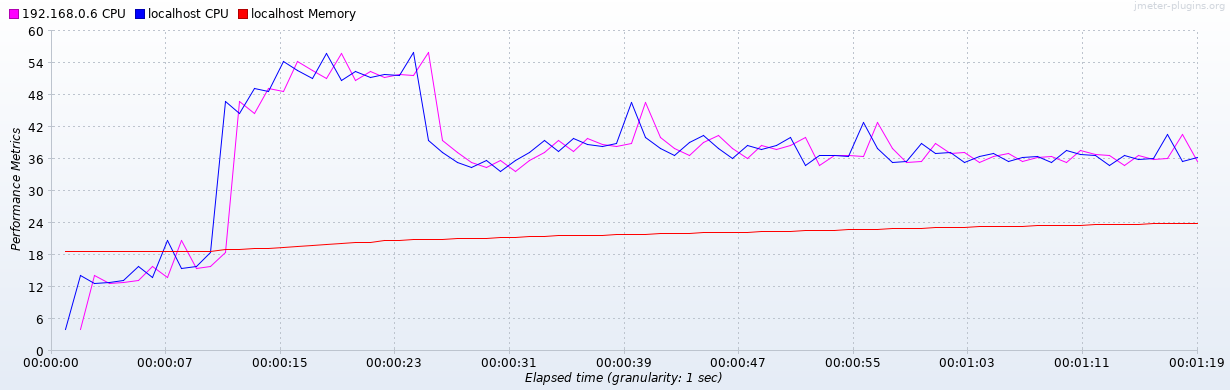 jmeter-plugins.org
192.168.0.6 CPU localhost CPU localhost Memory
60
54
48
42
36
30
24
18
12
6
0
Performance Metrics
00:00:00 00:00:07 00:00:15 00:00:23 00:00:31 00:00:39 00:00:47 00:00:55 00:01:03 00:01:11 00:01:19
Elapsed time (granularity: 1 sec)